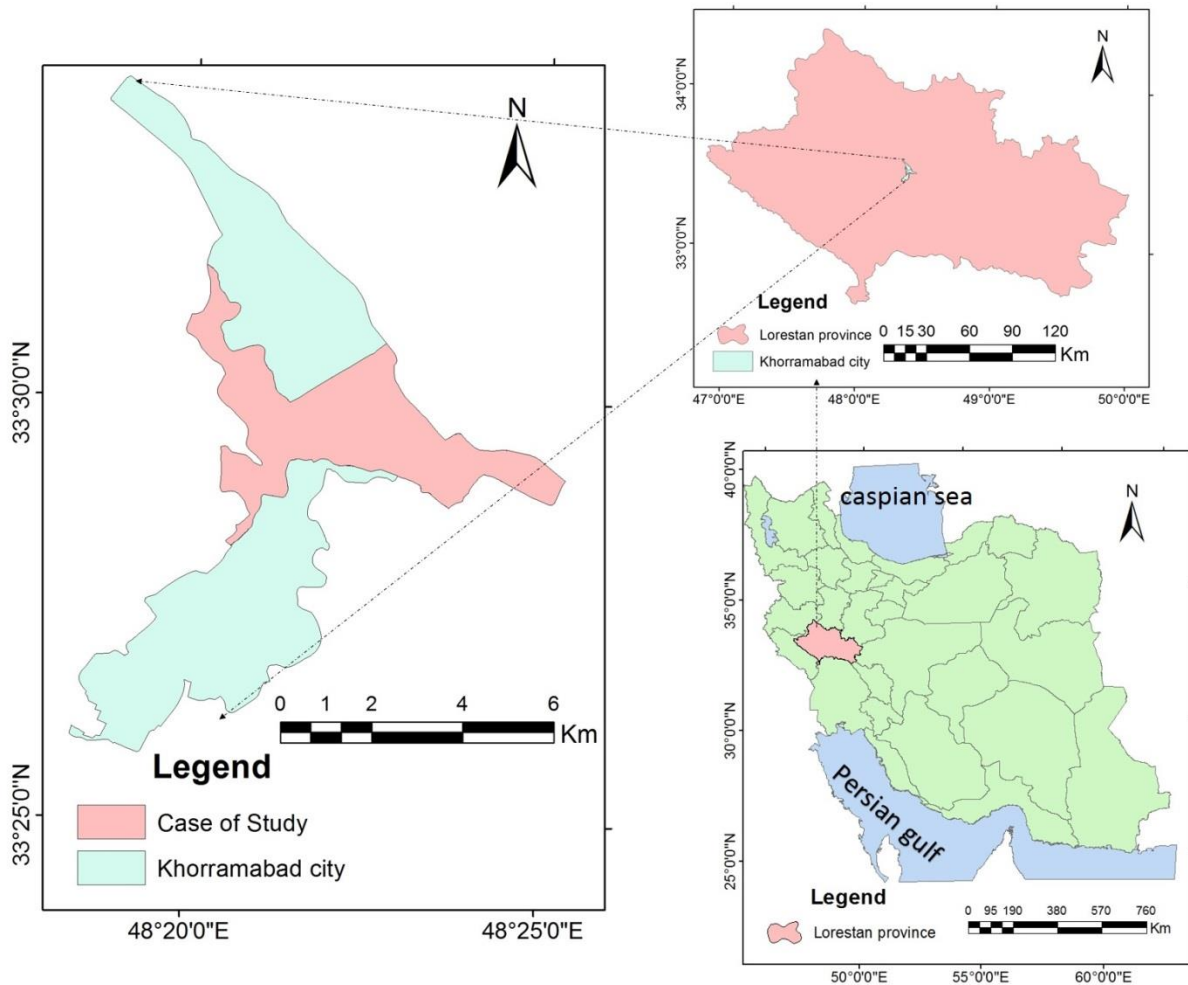 N
33°30'0"N
33°25'0"N
0 1 2 4 6
Km
Legend
Case of Study
Khorramabad city
48°20'0"E 48°25'0"E
N
34°0'0"N
33°0'0"N
Legend
Lorestan province
Khorramabad city
0 15 30 60 90 120
Km
47°0'0"E 48°0'0"E 49°0'0"E 50°0'0"E
caspian sea
N
40°0'0"N
35°0'0"N
30°0'0"N
25°0'0"N
Persian gulf
Legend
Lorestan province
0 95 190 380 570 760
Km
50°0'0"E 55°0'0"E 60°0'0"E